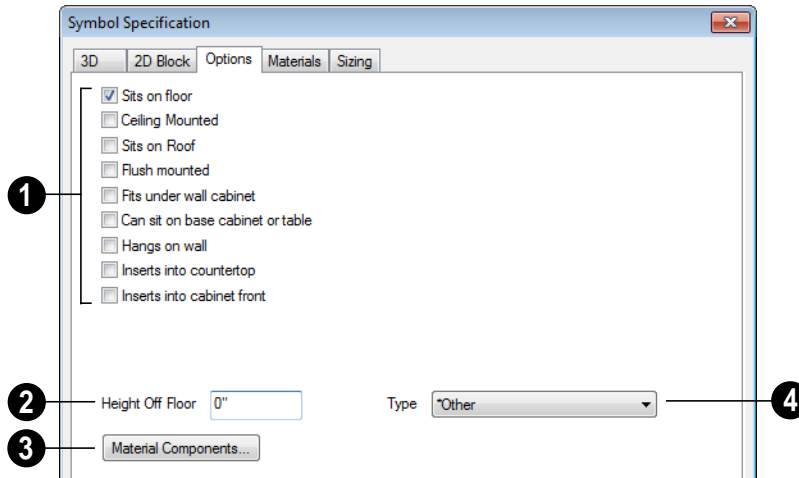 Symbol Specification
3D 2D Block Options Materials Sizing
Sits on floor
Ceiling Mounted
Sits on Roof
Flush mounted
1 Fits under wall cabinet
Can sit on base cabinet or table
Hangs on wall
Inserts into countertop
Inserts into cabinet front
2 Height Off Floor 0" Type *Other 4
3 Material Components...